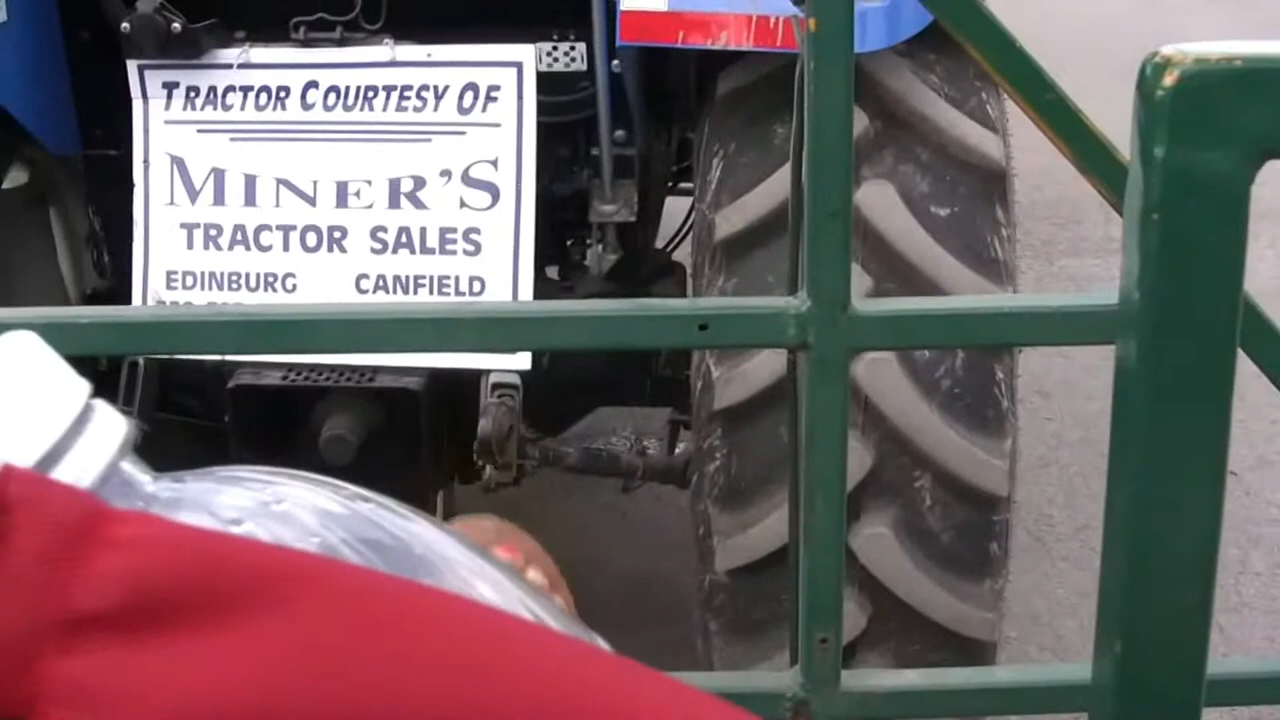 TRACTOR COURTESY OF
MINER'S
TRACTOR SALES
EDINBURG CANFIELD